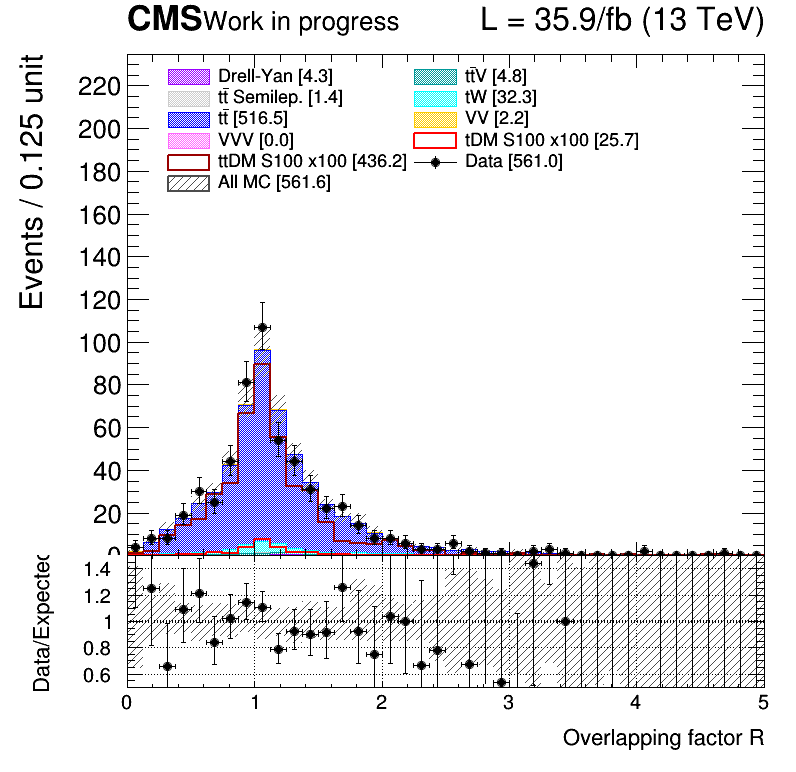 CMS Work in progress L = 35.9/fb (13 TeV)
Events / 0.125 unit
220
200
180
160
140
120
100
80
60
40
20
0
Drell-Yan [4.3]
tt̄V [4.8]
tt̄ Semilep. [1.4]
tW [32.3]
tt̄ [516.5]
VV [2.2]
VVV [0.0]
tDM S100 x100 [25.7]
ttDM S100 x100 [436.2]
Data [561.0]
All MC [561.6]
Data/Expected
1.4
1.2
1
0.8
0.6
0 1 2 3 4 5
Overlapping factor R